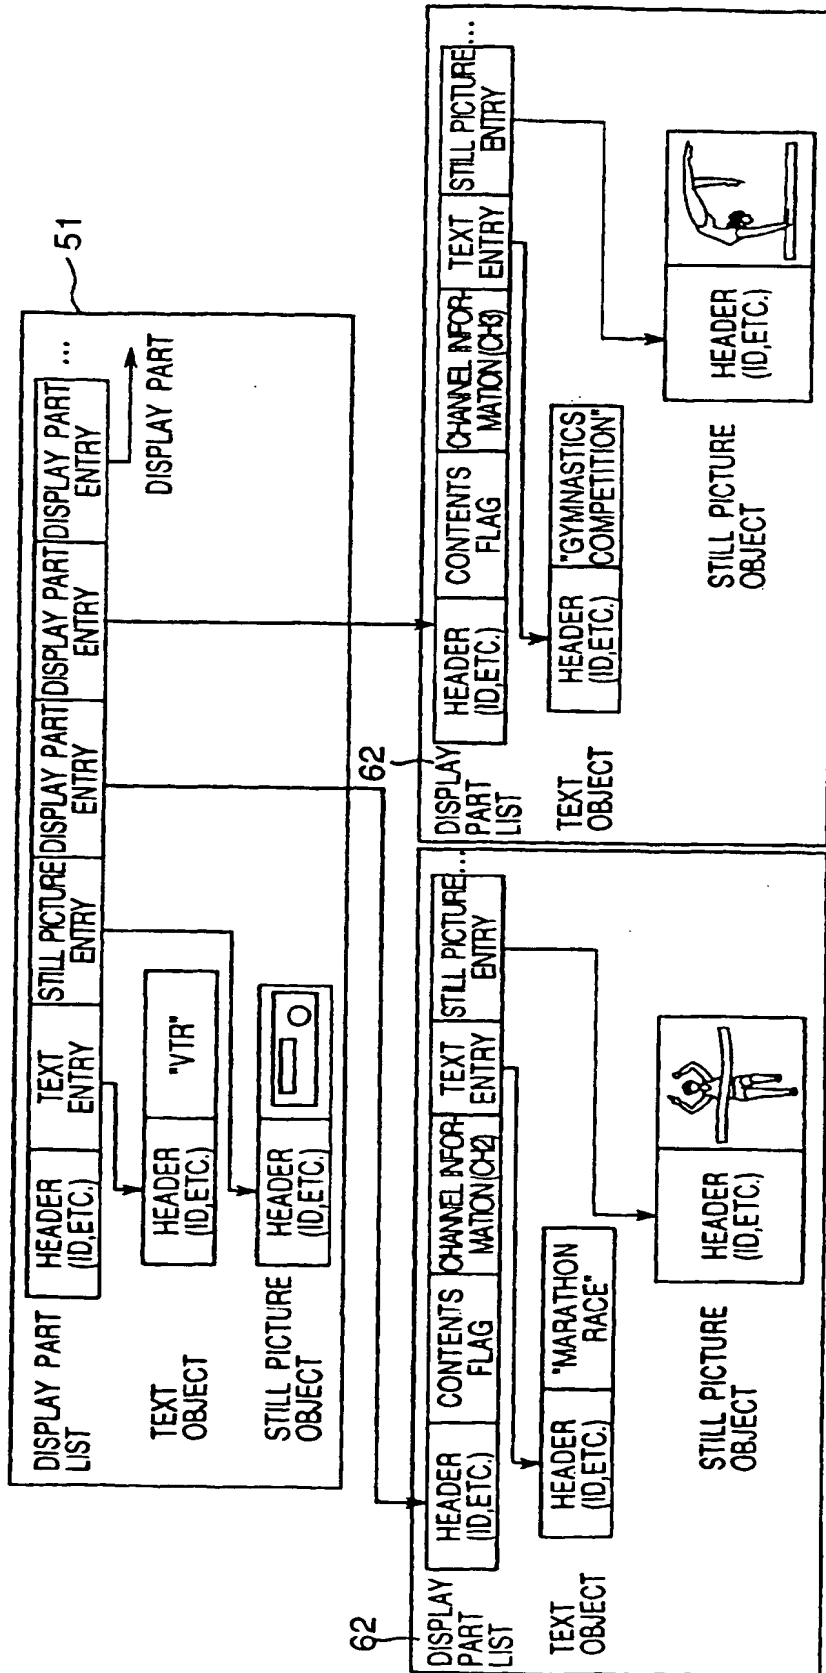 51
DISPLAY PART
LIST
HEADER
(ID,ETC.)
TEXT
ENTRY
STILL PICTURE
ENTRY
DISPLAY PART
ENTRY
DISPLAY PART
ENTRY
DISPLAY PART
ENTRY
...
DISPLAY PART
TEXT
OBJECT
HEADER
(ID,ETC.)
"VTR"
STILL PICTURE
OBJECT
HEADER
(ID,ETC.)
62
DISPLAY
PART
LIST
HEADER
(ID,ETC.)
CONTENTS
FLAG
CHANNEL INFOR-
MATION(CH2)
TEXT
ENTRY
STILL PICTURE
ENTRY
...
TEXT
OBJECT
HEADER
(ID,ETC.)
"MARATHON
RACE"
STILL PICTURE
OBJECT
HEADER
(ID,ETC.)
62
DISPLAY
PART
LIST
HEADER
(ID,ETC.)
CONTENTS
FLAG
CHANNEL INFOR-
MATION(CH3)
TEXT
ENTRY
STILL PICTURE
ENTRY
...
TEXT
OBJECT
HEADER
(ID,ETC.)
"GYMNASTICS
COMPETITION"
STILL PICTURE
OBJECT
HEADER
(ID,ETC.)